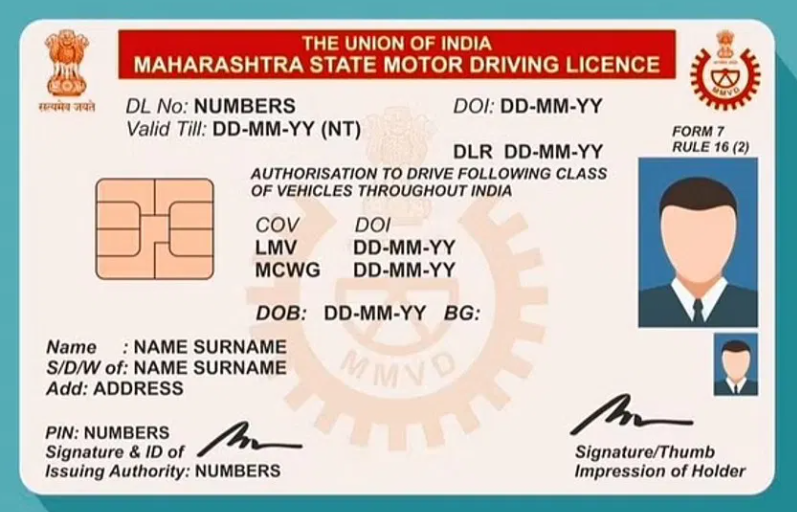 THE UNION OF INDIA
MAHARASHTRA STATE MOTOR DRIVING LICENCE
सत्यमेव जयते
MMVD
DL No: NUMBERS DOI: DD-MM-YY
Valid Till: DD-MM-YY (NT)
FORM 7
RULE 16 (2)
DLR DD-MM-YY
AUTHORISATION TO DRIVE FOLLOWING CLASS
OF VEHICLES THROUGHOUT INDIA
COV DOI
LMV DD-MM-YY
MCWG DD-MM-YY
DOB: DD-MM-YY BG:
MMVD
Name : NAME SURNAME
S/D/W of: NAME SURNAME
Add: ADDRESS
PIN: NUMBERS
Signature & ID of
Issuing Authority: NUMBERS
Signature/Thumb
Impression of Holder